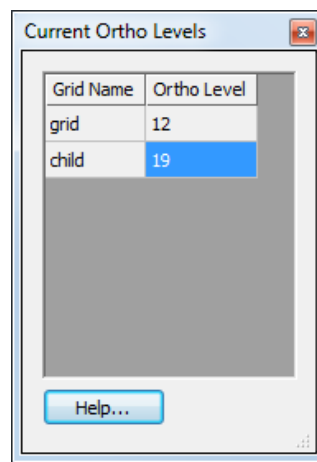 Current Ortho Levels
Grid Name Ortho Level
grid 12
child 19
Help...